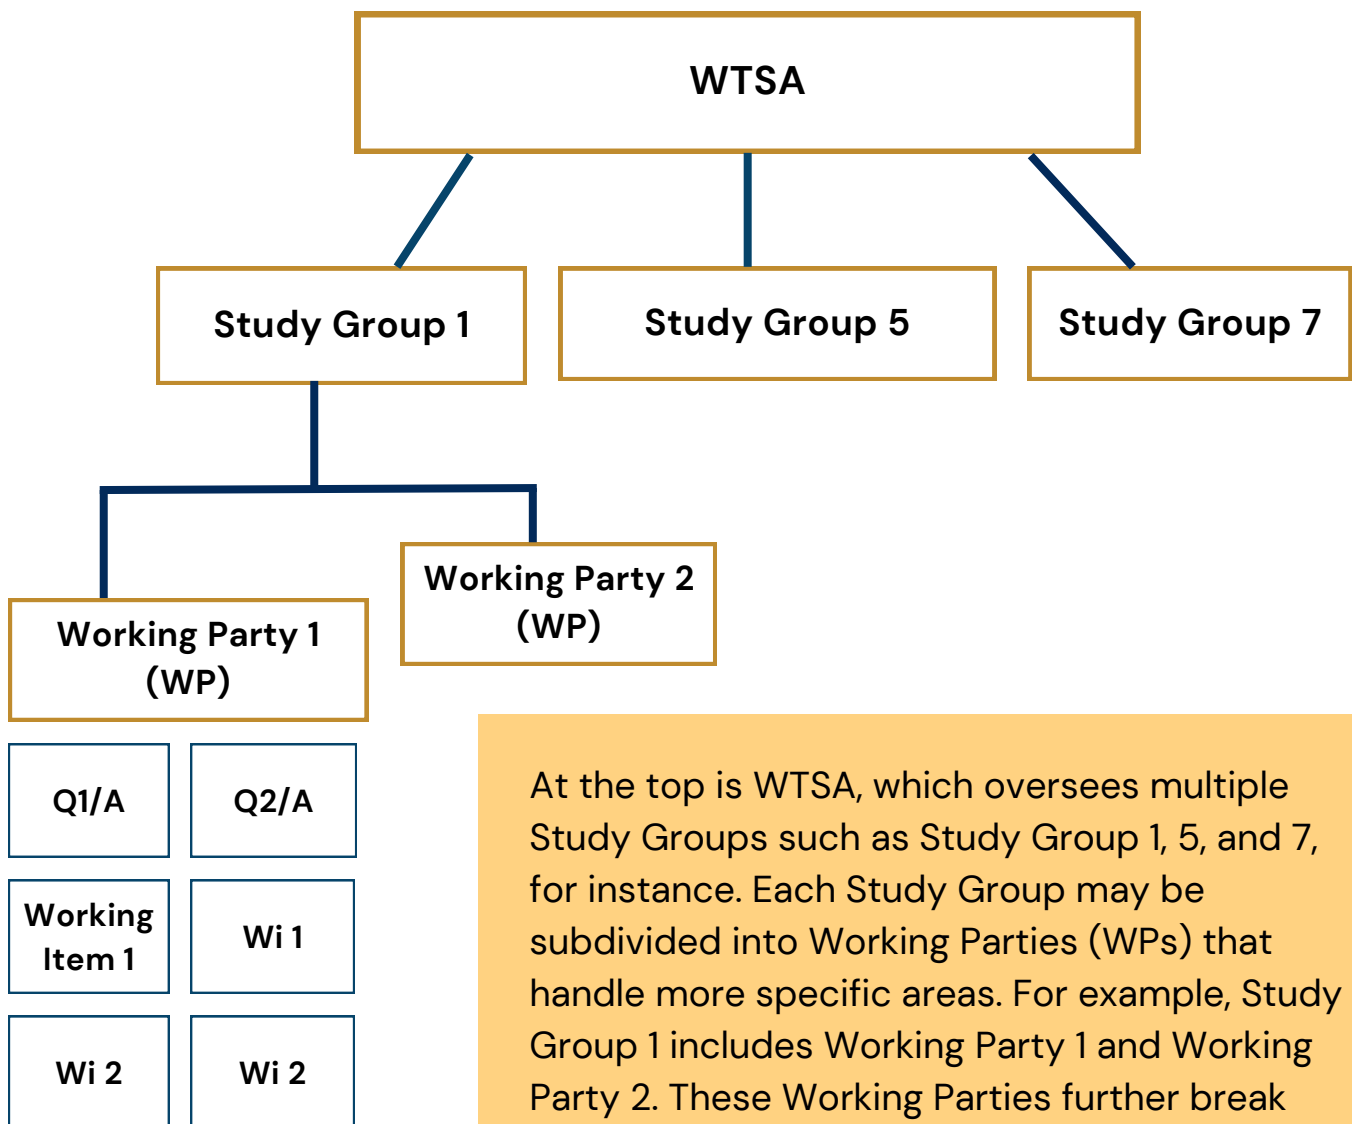 WTSA
Study Group 1
Study Group 5
Study Group 7
Working Party 1
(WP)
Working Party 2
(WP)
Q1/A
Q2/A
Working
Item 1
Wi 1
Wi 2
Wi 2
At the top is WTSA, which oversees multiple
Study Groups such as Study Group 1, 5, and 7,
for instance. Each Study Group may be
subdivided into Working Parties (WPs) that
handle more specific areas. For example, Study
Group 1 includes Working Party 1 and Working
Party 2. These Working Parties further break